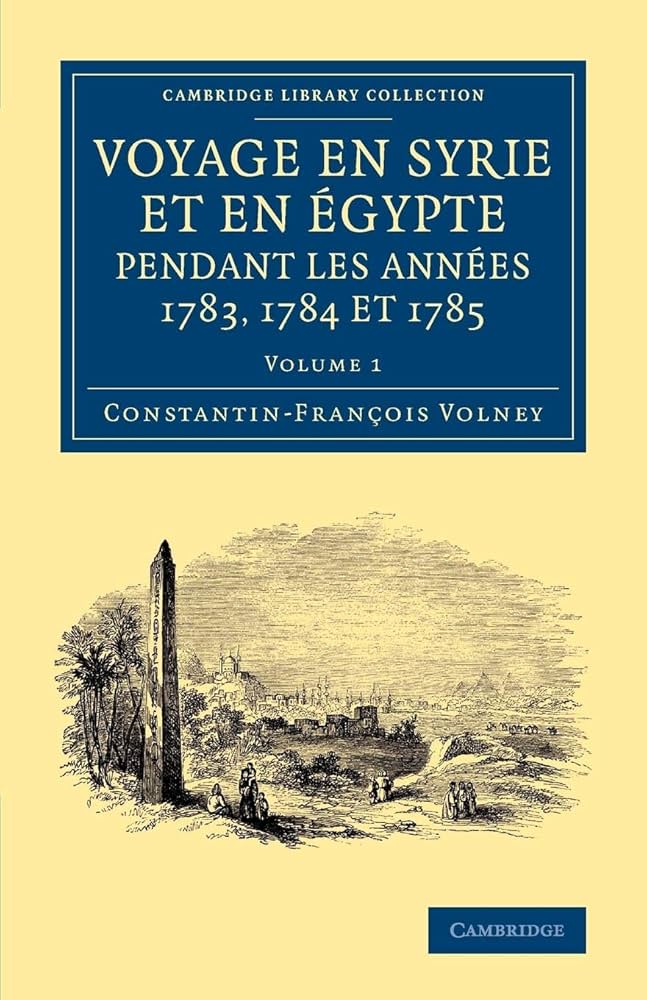 CAMBRIDGE LIBRARY COLLECTION
VOYAGE EN SYRIE
ET EN ÉGYPTE
PENDANT LES ANNÉES
1783, 1784 ET 1785
VOLUME 1
CONSTANTIN-FRANÇOIS VOLNEY
CAMBRIDGE